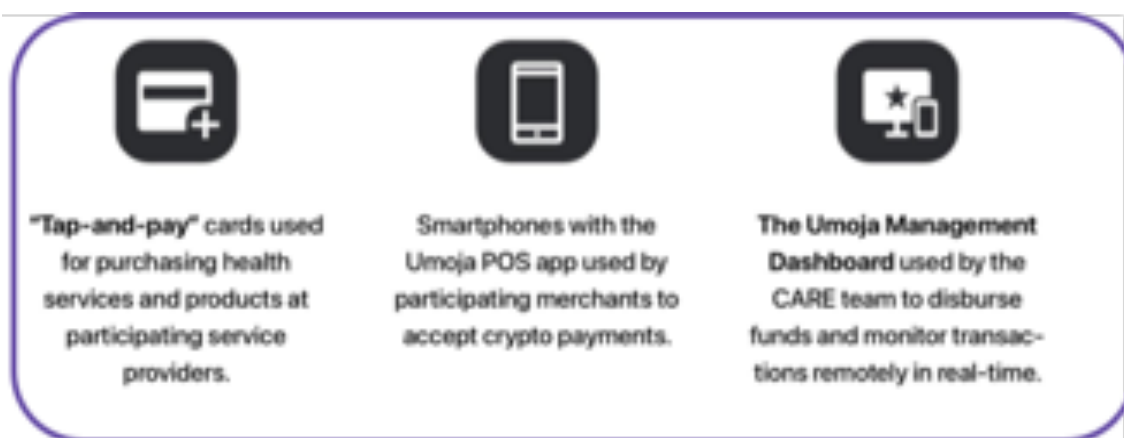 "Tap-and-pay" cards used
for purchasing health
services and products at
participating service
providers.
Smartphones with the
Umoja POS app used by
participating merchants to
accept crypto payments.
The Umoja Management
Dashboard used by the
CARE team to disburse
funds and monitor transac-
tions remotely in real-time.